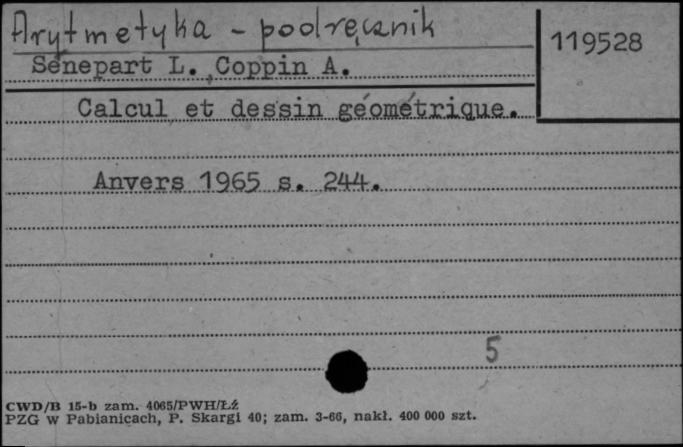 Arytmetyka - podręcznik
119528
Sénepart L. Coppin A.
Calcul et dessin géométrique.
Anvers 1965 s. 244.
5
CWD/B 15-b zam. 4065/PWH/ŁŹ
PZG w Pabianicach, P. Skargi 40; zam. 3-66, nakł. 400 000 szt.